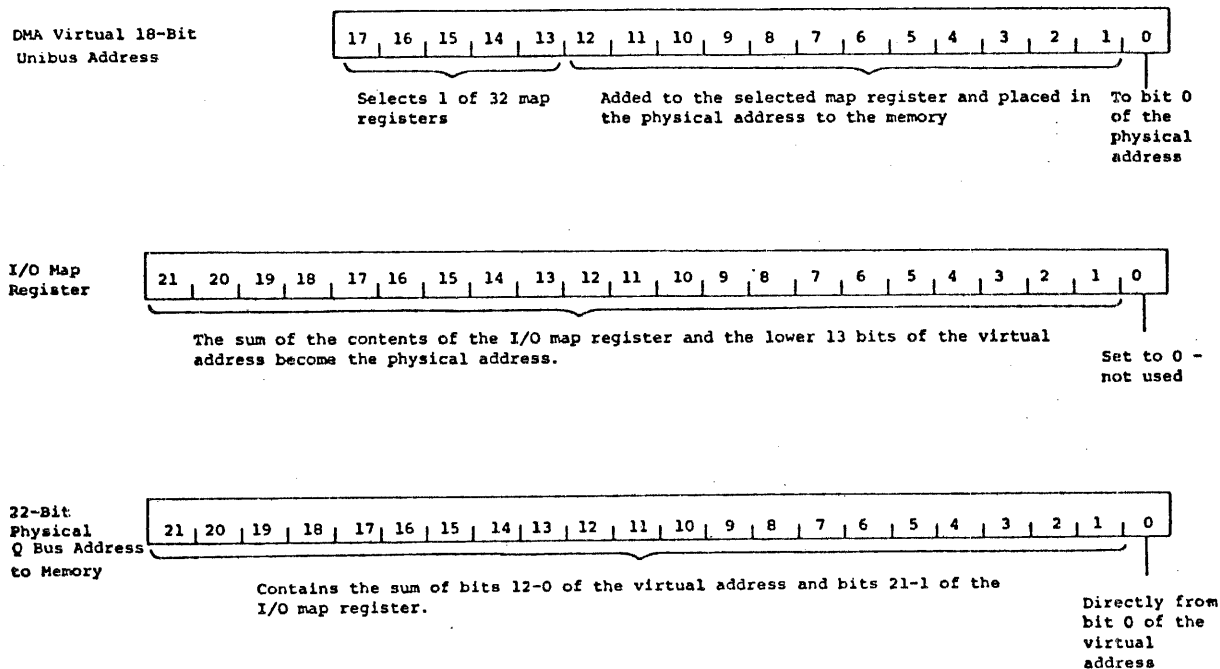 DMA Virtual 18-Bit
Unibus Address
17 16 15 14 13 12 11 10 9 8 7 6 5 4 3 2 1 0
Selects 1 of 32 map
registers
Added to the selected map register and placed in
the physical address to the memory
To bit 0
of the
physical
address
I/O Map
Register
21 20 19 18 17 16 15 14 13 12 11 10 9 8 7 6 5 4 3 2 1 0
The sum of the contents of the I/O map register and the lower 13 bits of the virtual
address become the physical address.
Set to 0 -
not used
22-Bit
Physical
Q Bus Address
to Memory
21 20 19 18 17 16 15 14 13 12 11 10 9 8 7 6 5 4 3 2 1 0
Contains the sum of bits 12-0 of the virtual address and bits 21-1 of the
I/O map register.
Directly from
bit 0 of the
virtual
address